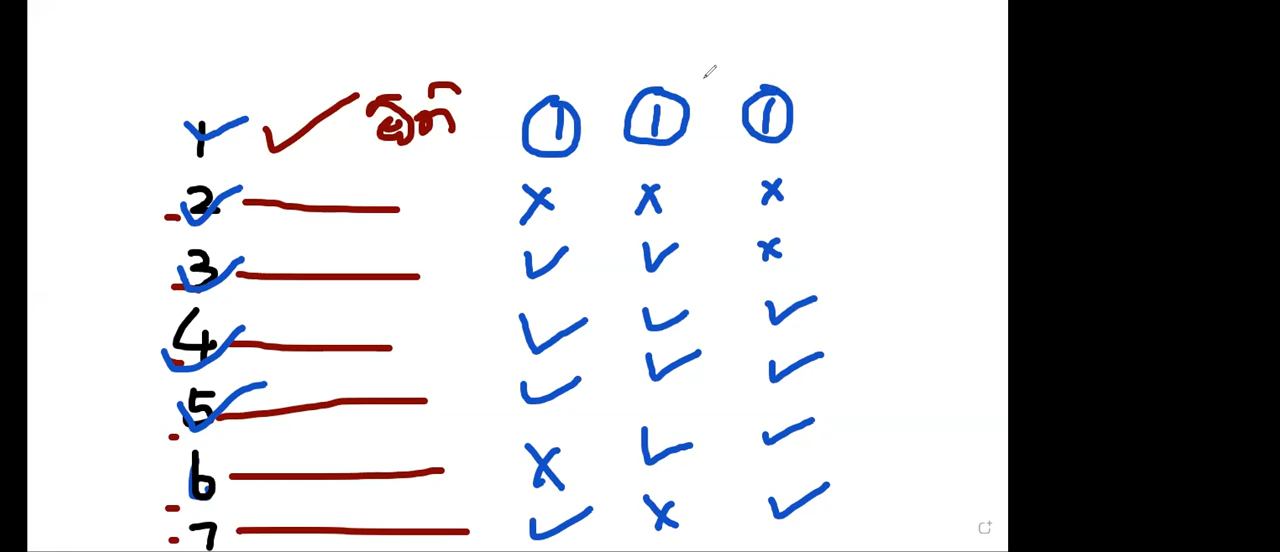 1 ✓ ① ① ①
2 ✗ ✗ ✗
3 ✓ ✓ ✗
4 ✓ ✓ ✓
5 ✓ ✓ ✓
6 ✗ ✓ ✓
7 ✓ ✗ ✓